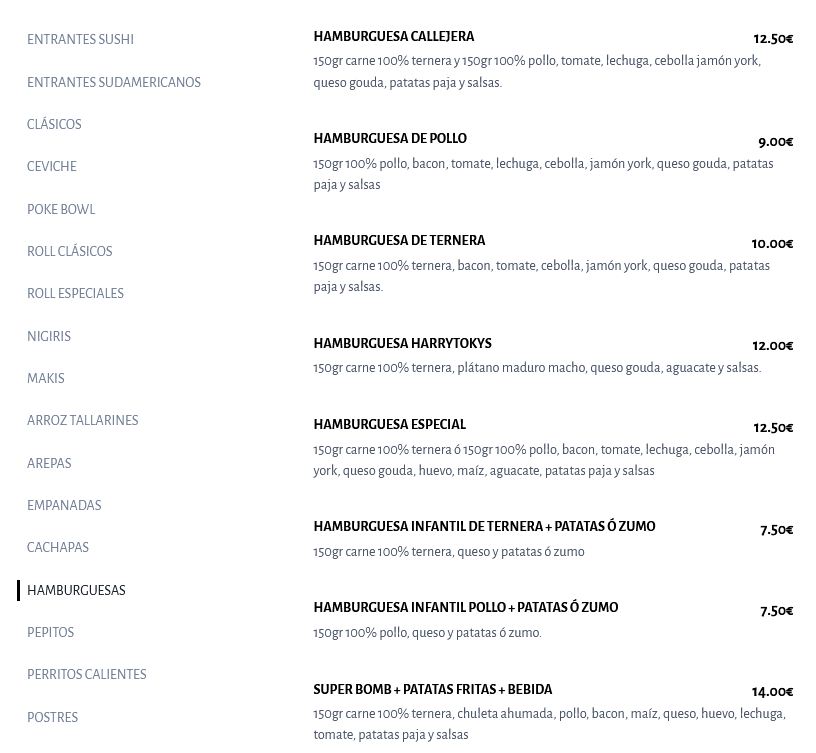 ENTRANTES SUSHI
ENTRANTES SUDAMERICANOS
CLÁSICOS
CEVICHE
POKE BOWL
ROLL CLÁSICOS
ROLL ESPECIALES
NIGIRIS
MAKIS
ARROZ TALLARINES
AREPAS
EMPANADAS
CACHAPAS
HAMBURGUESAS
PEPITOS
PERRITOS CALIENTES
POSTRES
HAMBURGUESA CALLEJERA 12.50€
150gr carne 100% ternera y 150gr 100% pollo, tomate, lechuga, cebolla jamón york,
queso gouda, patatas paja y salsas.
HAMBURGUESA DE POLLO 9.00€
150gr 100% pollo, bacon, tomate, lechuga, cebolla, jamón york, queso gouda, patatas
paja y salsas
HAMBURGUESA DE TERNERA 10.00€
150gr carne 100% ternera, bacon, tomate, cebolla, jamón york, queso gouda, patatas
paja y salsas.
HAMBURGUESA HARRYTOKYS 12.00€
150gr carne 100% ternera, plátano maduro macho, queso gouda, aguacate y salsas.
HAMBURGUESA ESPECIAL 12.50€
150gr carne 100% ternera ó 150gr 100% pollo, bacon, tomate, lechuga, cebolla, jamón
york, queso gouda, huevo, maíz, aguacate, patatas paja y salsas
HAMBURGUESA INFANTIL DE TERNERA + PATATAS Ó ZUMO 7.50€
150gr carne 100% ternera, queso y patatas ó zumo
HAMBURGUESA INFANTIL POLLO + PATATAS Ó ZUMO 7.50€
150gr 100% pollo, queso y patatas ó zumo.
SUPER BOMB + PATATAS FRITAS + BEBIDA 14.00€
150gr carne 100% ternera, chuleta ahumada, pollo, bacon, maíz, queso, huevo, lechuga,
tomate, patatas paja y salsas